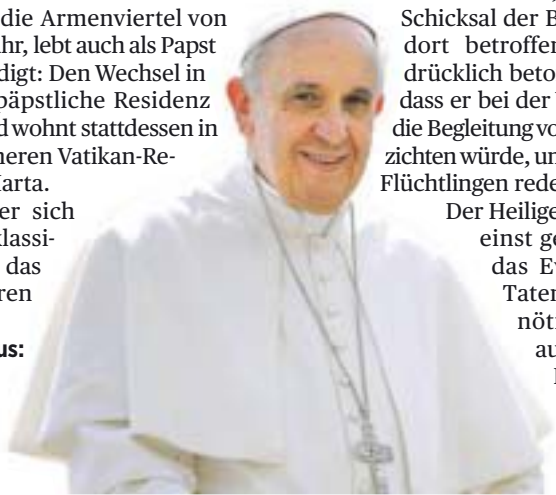 die Armenviertel von
hr, lebt auch als Papst
digt: Den Wechsel in
päpstliche Residenz
d wohnt stattdessen in
neren Vatikan-Re-
arta.
er sich
klassi-
das
ren
us:
Schicksal der B
dort betroffen
drücklich beto
dass er bei der
die Begleitung vo
zichten würde, un
Flüchtlingen rede
Der Heilige
einst ge
das Ev
Taten
nöti
au